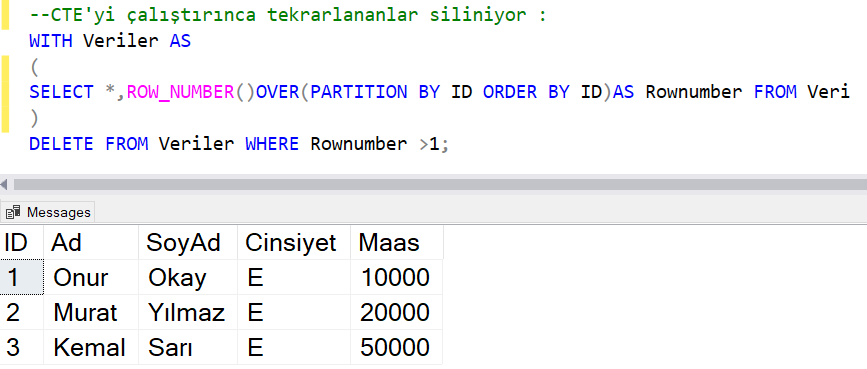 --CTE'yi çalıştırınca tekrarlananlar siliniyor :
WITH Veriler AS
(
SELECT *,ROW_NUMBER()OVER(PARTITION BY ID ORDER BY ID)AS Rownumber FROM Veri
)
DELETE FROM Veriler WHERE Rownumber >1;
Messages
ID Ad SoyAd Cinsiyet Maas
1 Onur Okay E 10000
2 Murat Yılmaz E 20000
3 Kemal Sarı E 50000